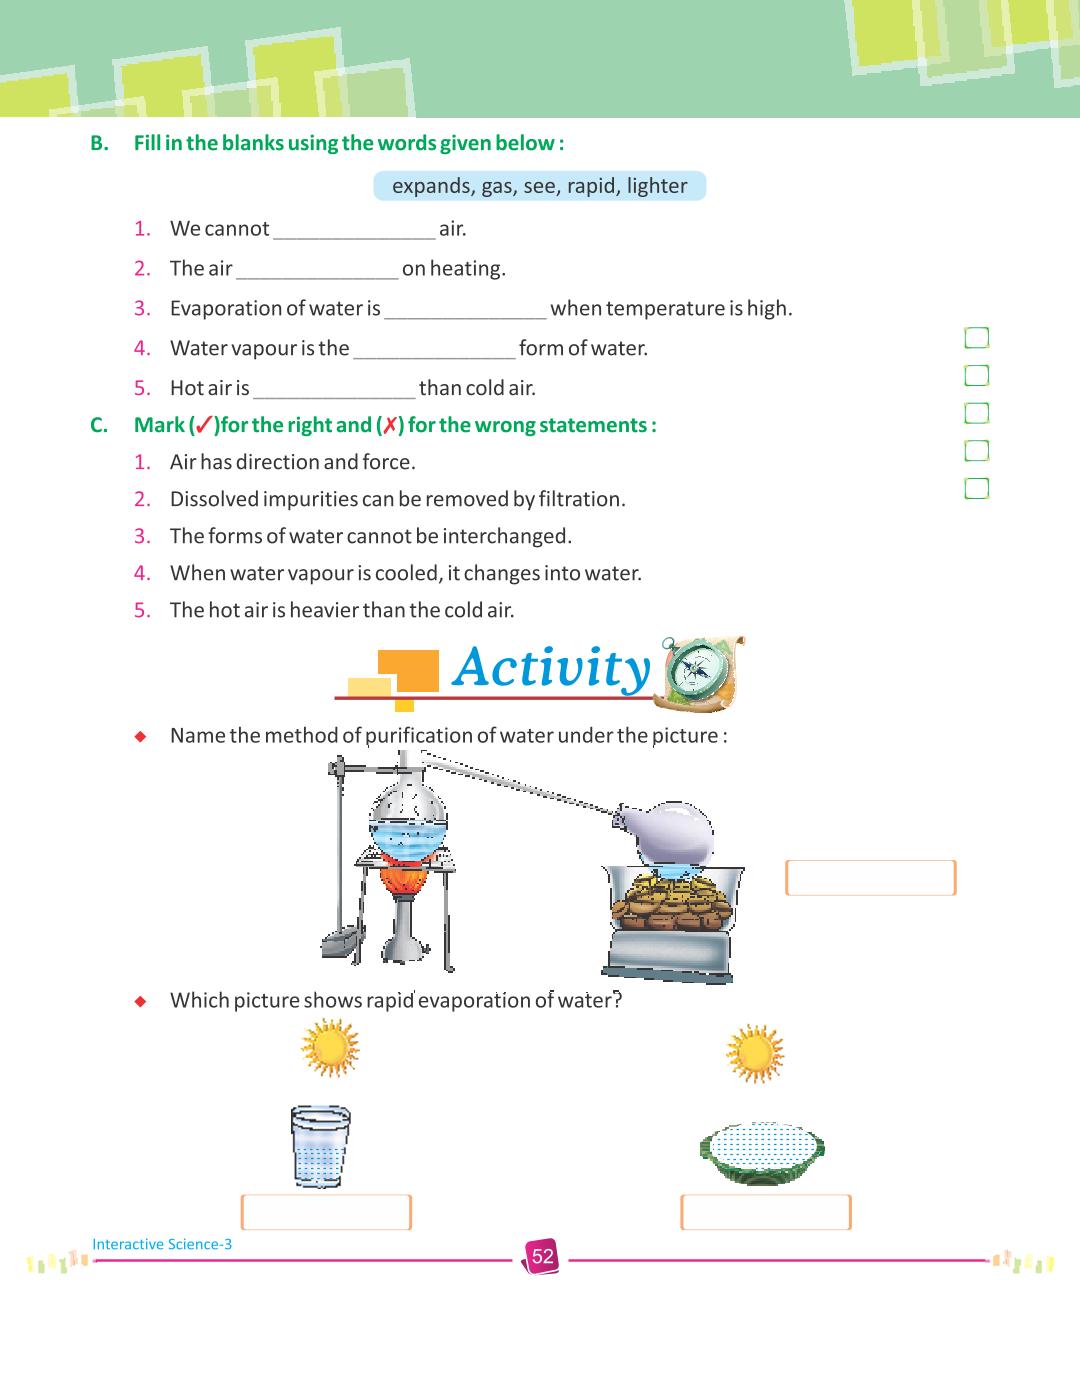 B. Fill in the blanks using the words given below :
expands, gas, see, rapid, lighter
1. We cannot ______________ air.
2. The air ______________ on heating.
3. Evaporation of water is ______________ when temperature is high.
4. Water vapour is the ______________ form of water.
5. Hot air is ______________ than cold air.
C. Mark (✓)for the right and (✗) for the wrong statements :
1. Air has direction and force.
2. Dissolved impurities can be removed by filtration.
3. The forms of water cannot be interchanged.
4. When water vapour is cooled, it changes into water.
5. The hot air is heavier than the cold air.
Activity
Name the method of purification of water under the picture :
Which picture shows rapid evaporation of water?
Interactive Science-3
52